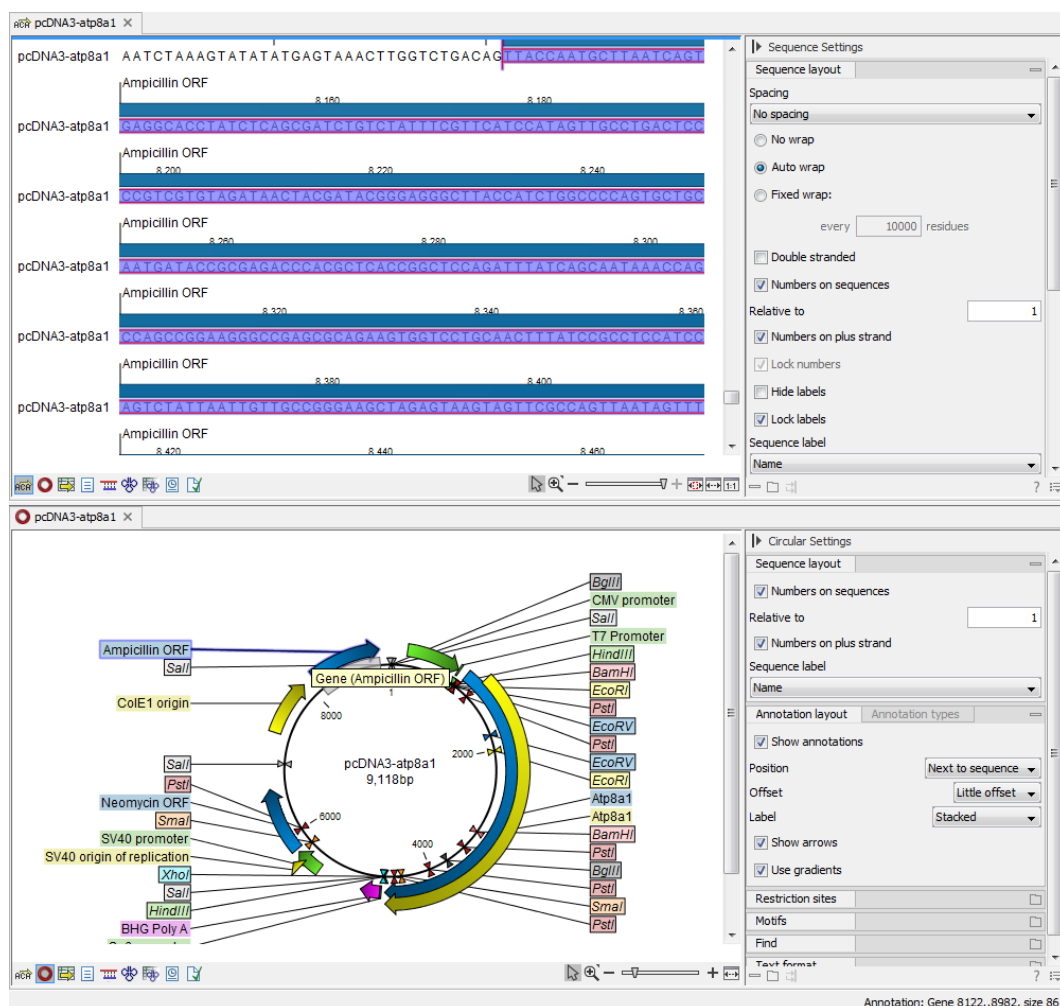 pcDNA3-atp8a1
pcDNA3-atp8a1 AATCTAAAGTATATATGAGTAAACTTGGTCTGACAGTTACCAATGCTTAATCAGT
Ampicillin ORF
8.160 8.180
pcDNA3-atp8a1 GAGGCACCTATCTCAGCGATCTGTCTATTTCGTTCATCCATAGTTGCCTGACTCC
Ampicillin ORF
8.200 8.220 8.240
pcDNA3-atp8a1 CCGTCGTGTAGATAACTACGATACGGGAGGGCTTACCATCTGGCCCCAGTGCTGC
Ampicillin ORF
8.260 8.280 8.300
pcDNA3-atp8a1 AATGATACCGCGAGACCCACGCTCACCGGCTCCAGATTTATCAGCAATAAACCAG
Ampicillin ORF
8.320 8.340 8.360
pcDNA3-atp8a1 CCAGCCGGAAGGGCCGAGCGCAGAAGTGGTCCTGCAACTTTATCCGCCTCCATCC
Ampicillin ORF
8.380 8.400
pcDNA3-atp8a1 AGTCTATTAATTGTTGCCGGGAAGCTAGAGTAAGTAGTTCGCCAGTTAATAGTTT
Ampicillin ORF
8.420 8.440 8.460
Sequence Settings
Sequence layout
Spacing
No spacing
No wrap
Auto wrap
Fixed wrap:
every 10000 residues
Double stranded
Numbers on sequences
Relative to 1
Numbers on plus strand
Lock numbers
Hide labels
Lock labels
Sequence label
Name
1:1
?
pcDNA3-atp8a1
Ampicillin ORF
SalI
ColE1 origin
SalI
PstI
Neomycin ORF
SmaI
SV40 promoter
SV40 origin of replication
XhoI
SalI
HindIII
BHG Poly A
Gene (Ampicillin ORF)
1
8000
2000
pcDNA3-atp8a1
9,118bp
6000
4000
BglII
CMV promoter
SalI
T7 Promoter
HindIII
BamHI
EcoRI
PstI
EcoRV
PstI
EcoRV
EcoRI
Atp8a1
Atp8a1
BamHI
PstI
BglII
PstI
SmaI
PstI
Circular Settings
Sequence layout
Numbers on sequences
Relative to 1
Numbers on plus strand
Sequence label
Name
Annotation layout Annotation types
Show annotations
Position Next to sequence
Offset Little offset
Label Stacked
Show arrows
Use gradients
Restriction sites
Motifs
Find
Text format
?
Annotation: Gene 8122..8982, size 86